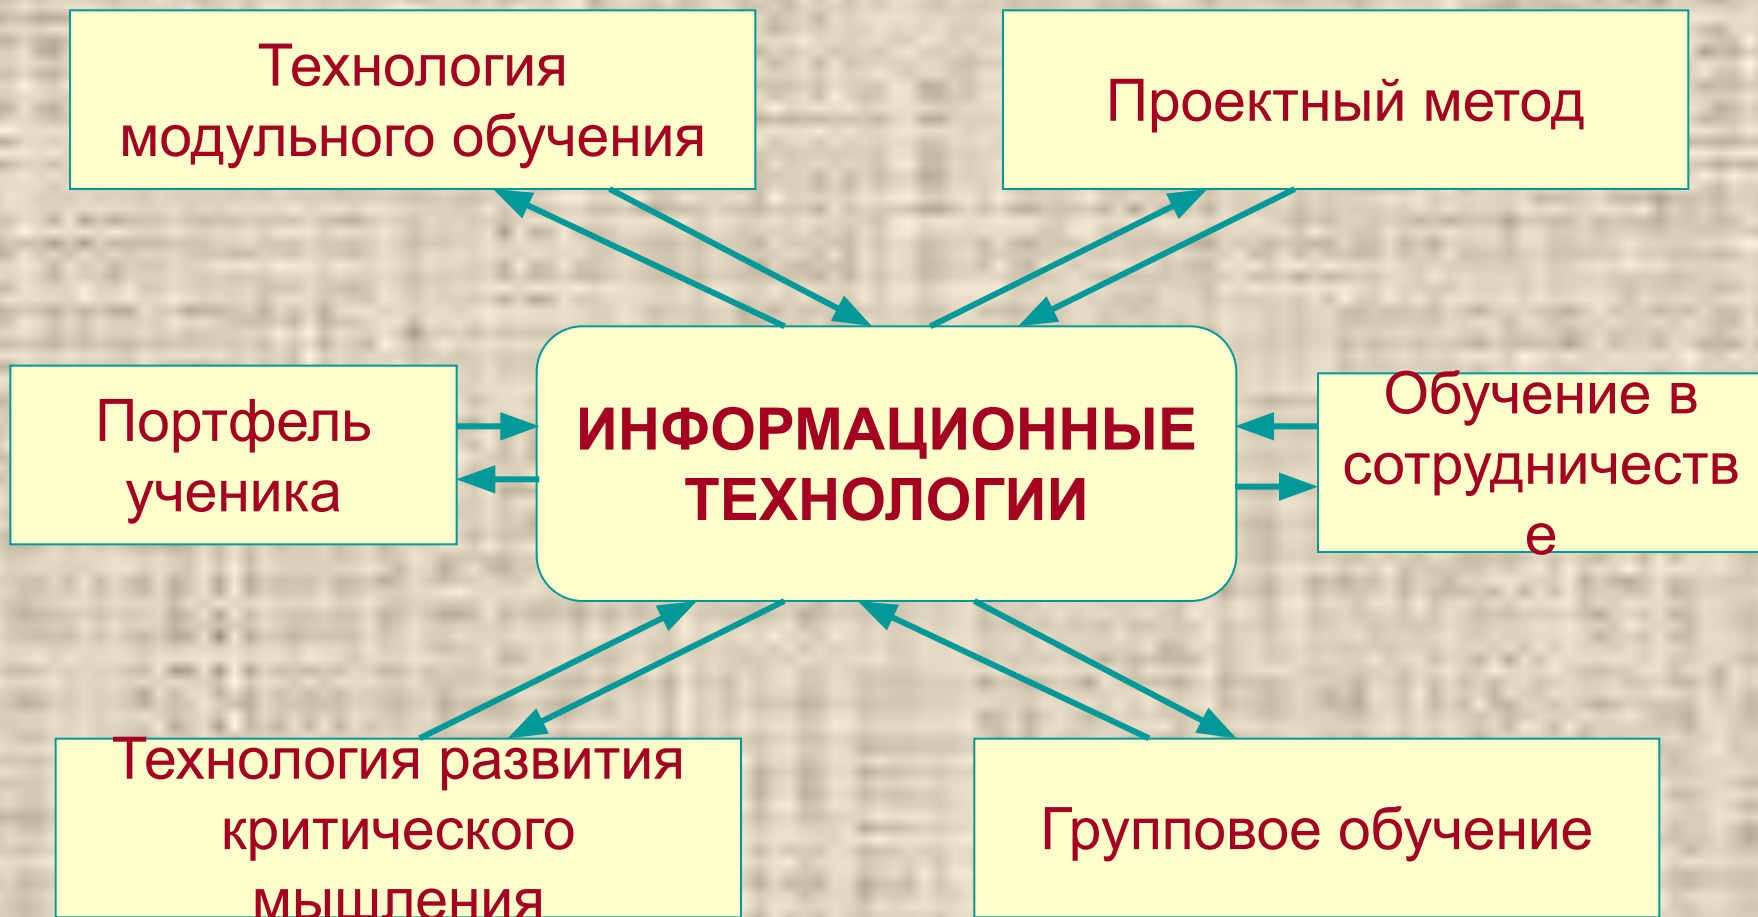 Технология
модульного обучения
Проектный метод
Портфель
ученика
ИНФОРМАЦИОННЫЕ
ТЕХНОЛОГИИ
Обучение в
сотрудничеств
е
Технология развития
критического
мышления
Групповое обучение